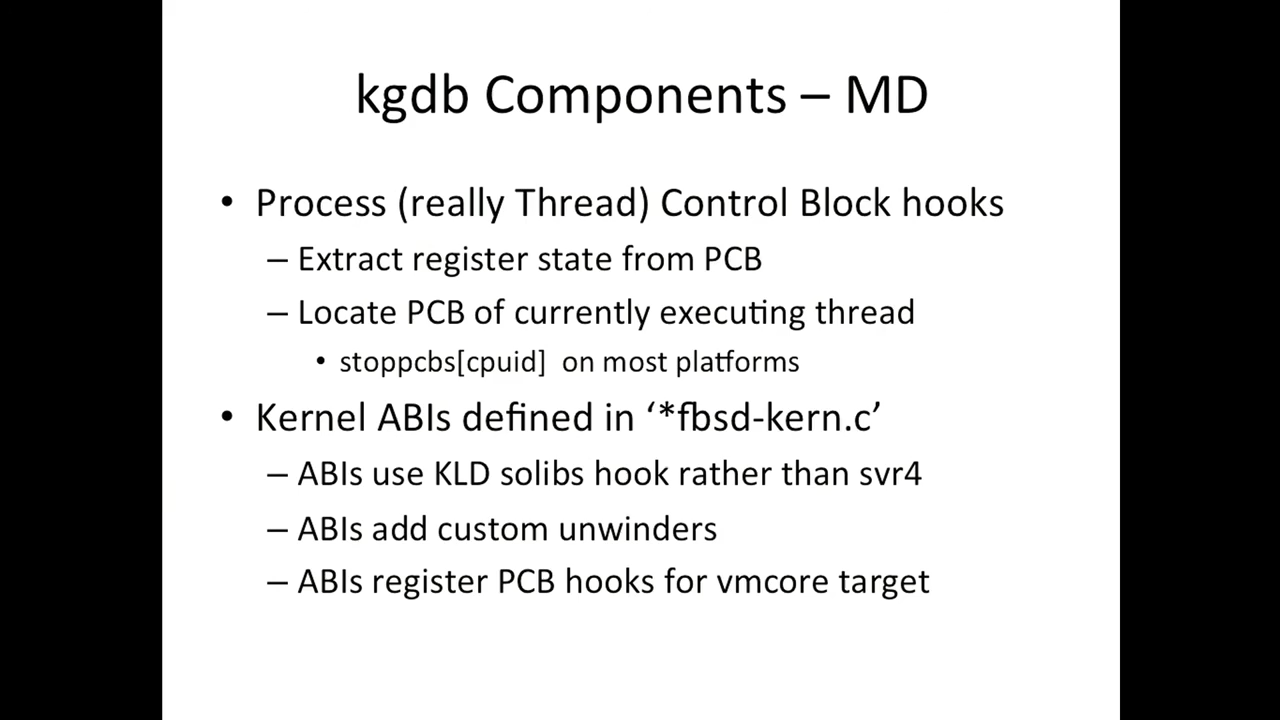 kgdb Components – MD
• Process (really Thread) Control Block hooks
– Extract register state from PCB
– Locate PCB of currently executing thread
• stoppcbs[cpuid]  on most platforms
• Kernel ABIs defined in ‘*fbsd-kern.c’
– ABIs use KLD solibs hook rather than svr4
– ABIs add custom unwinders
– ABIs register PCB hooks for vmcore target